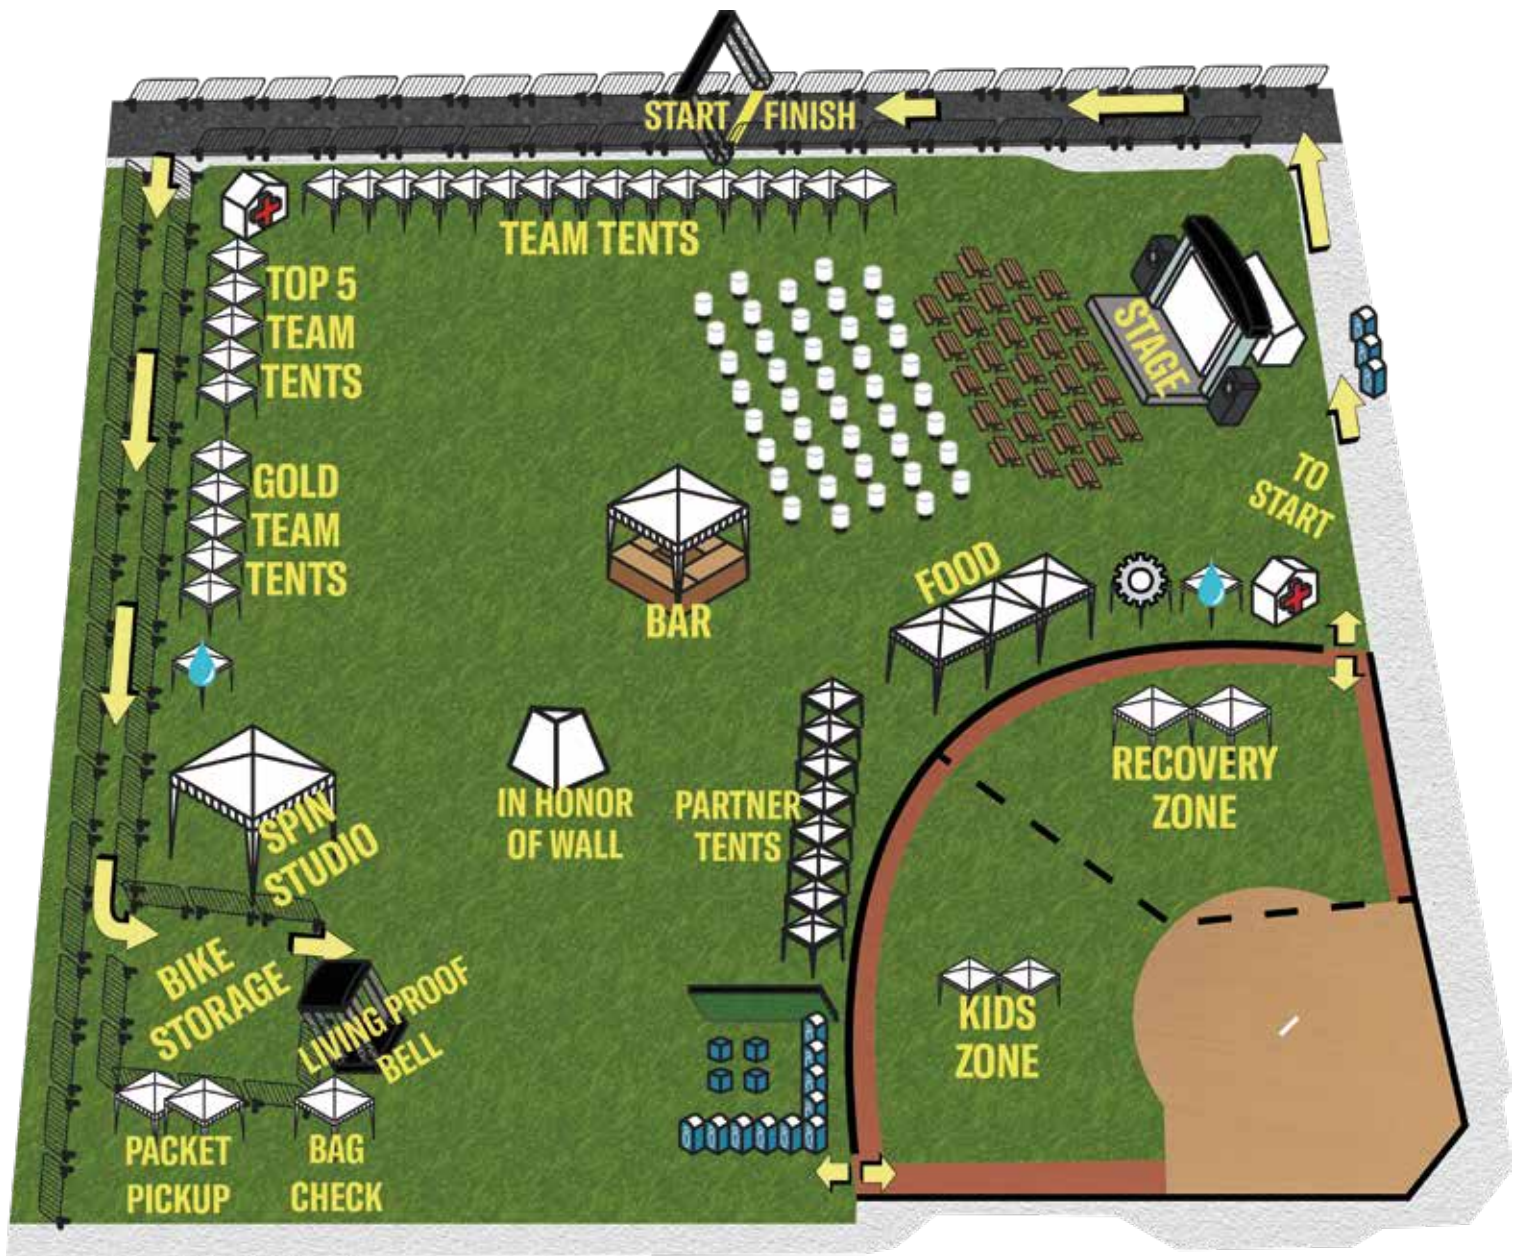 START
FINISH
TEAM TENTS
TOP 5
TEAM
TENTS
STAGE
GOLD
TEAM
TENTS
TO
START
BAR
FOOD
RECOVERY
ZONE
SPIN
STUDIO
IN HONOR
OF WALL
PARTNER
TENTS
BIKE
STORAGE
LIVING PROOF
BELL
KIDS
ZONE
PACKET
PICKUP
BAG
CHECK